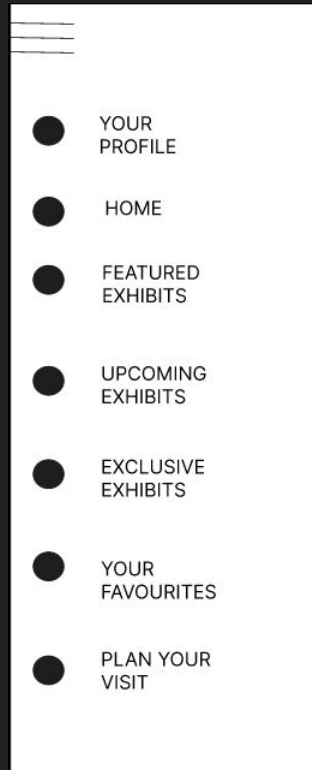 YOUR
PROFILE
HOME
FEATURED
EXHIBITS
UPCOMING
EXHIBITS
EXCLUSIVE
EXHIBITS
YOUR
FAVOURITES
PLAN YOUR
VISIT